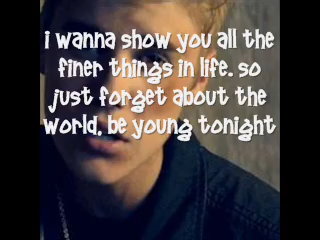 i wanna show you all the
finer things in life. so
just forget about the
world. be young tonight